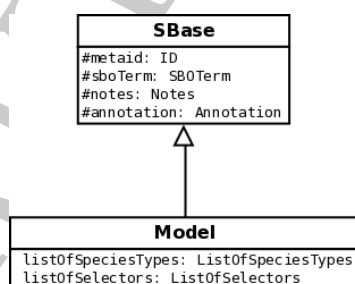 SBase
#metaid: ID
#sboTerm: SBOTerm
#notes: Notes
#annotation: Annotation
Model
listOfSpeciesTypes: ListOfSpeciesTypes
listOfSelectors: ListOfSelectors